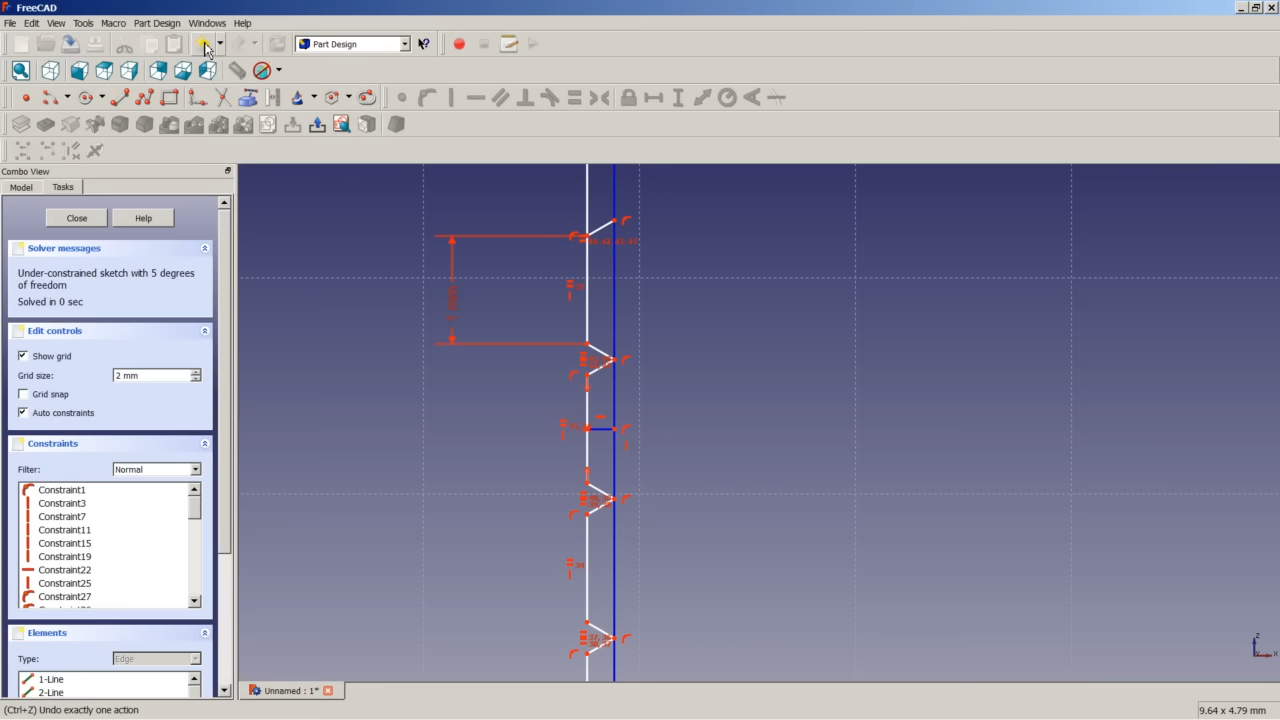 FreeCAD
File Edit View Tools Macro Part Design Windows Help
Part Design
Combo View
Model Tasks
Close Help
Solver messages
Under-constrained sketch with 5 degrees
of freedom
Solved in 0 sec
Edit controls
Show grid
Grid size: 2 mm
Grid snap
Auto constraints
Constraints
Filter: Normal
Constraint1
Constraint3
Constraint7
Constraint11
Constraint15
Constraint19
Constraint22
Constraint25
Constraint27
Elements
Type: Edge
1-Line
2-Line
34
Unnamed : 1*
(Ctrl+Z) Undo exactly one action
9.64 x 4.79 mm